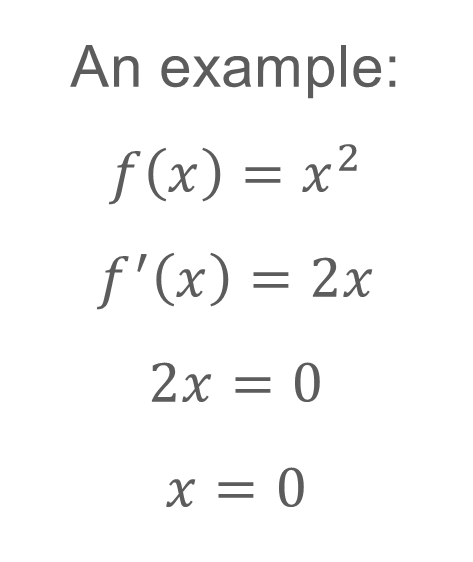 An example:
f(x) = x²
f'(x) = 2x
2x = 0
x = 0